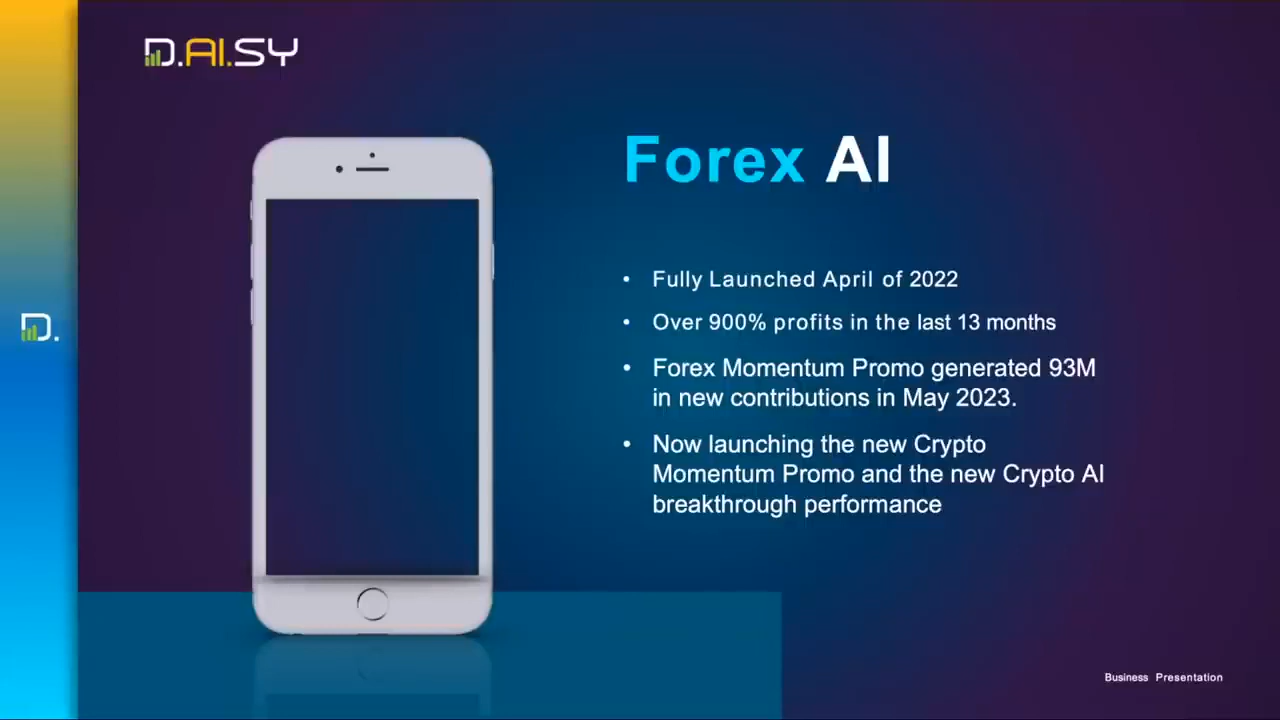 D.AI.SY
Forex AI
• Fully Launched April of 2022
• Over 900% profits in the last 13 months
• Forex Momentum Promo generated 93M
in new contributions in May 2023.
• Now launching the new Crypto
Momentum Promo and the new Crypto AI
breakthrough performance
D.
Business Presentation